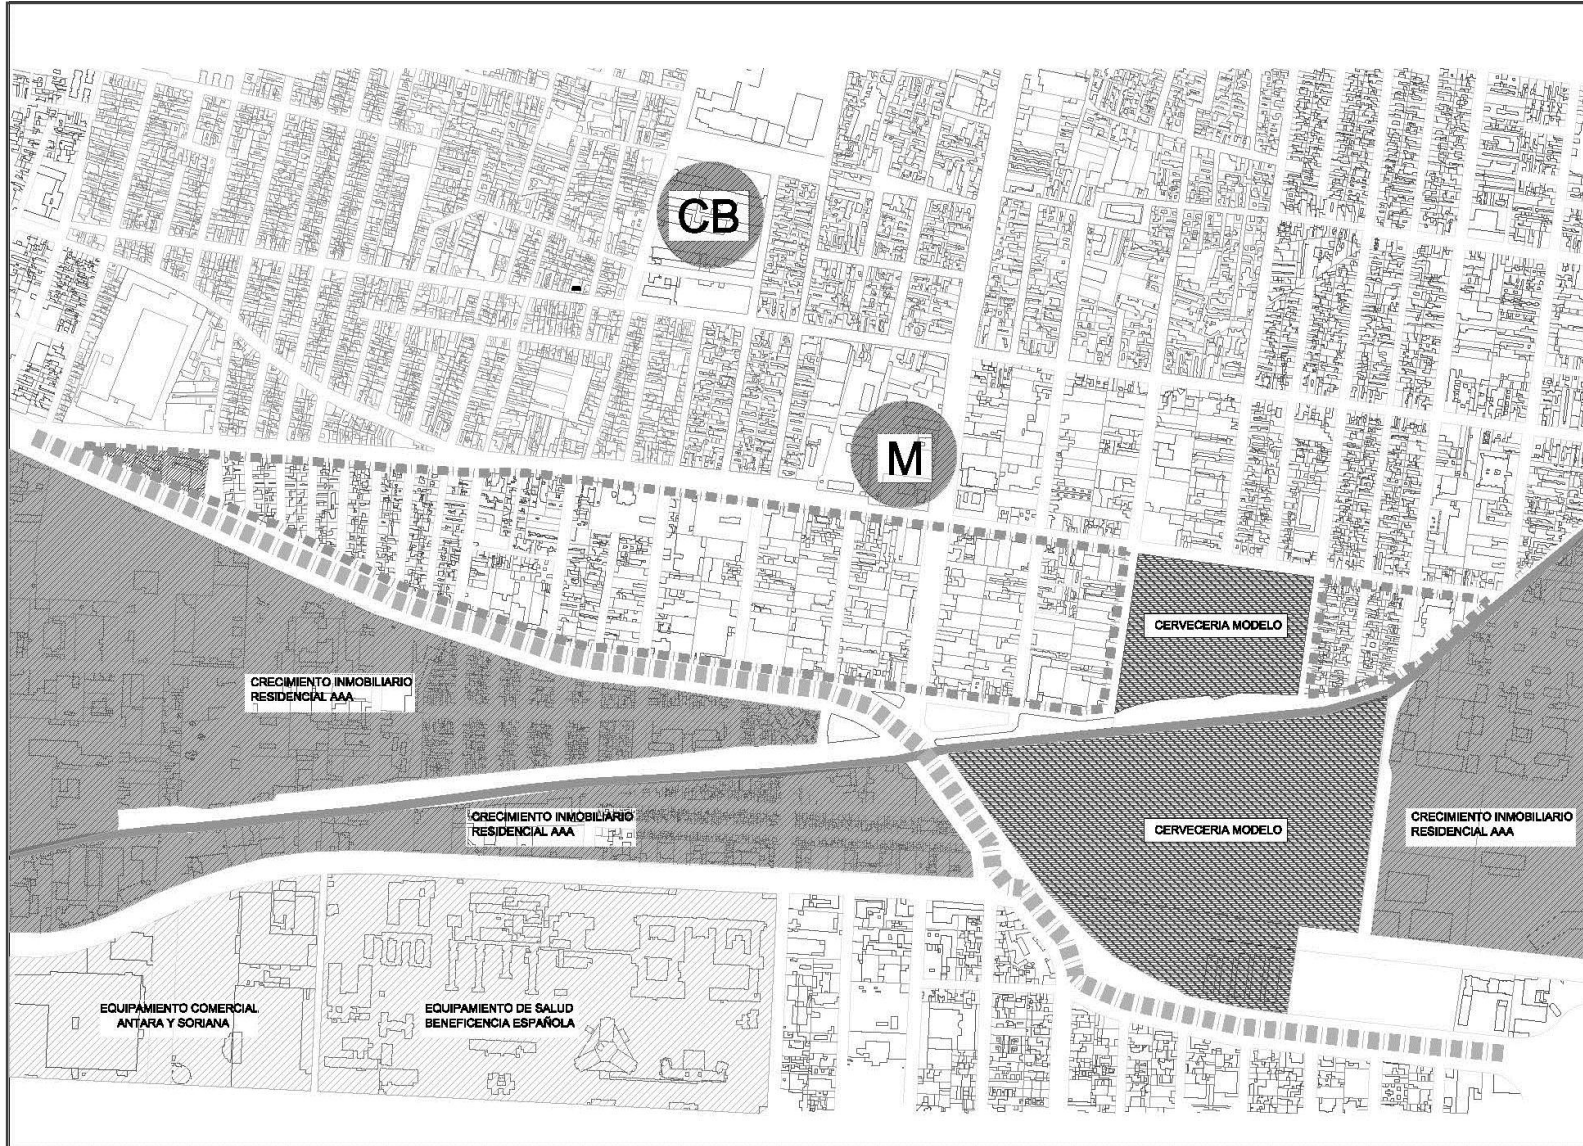 CB
M
CERVECERIA MODELO
CRECIMIENTO INMOBILIARIO
RESIDENCIAL AAA
CRECIMIENTO INMOBILIARIO
RESIDENCIAL AAA
CERVECERIA MODELO
CRECIMIENTO INMOBILIARIO
RESIDENCIAL AAA
EQUIPAMIENTO COMERCIAL
ANTARA Y SORIANA
EQUIPAMIENTO DE SALUD
BENEFICENCIA ESPAÑOLA